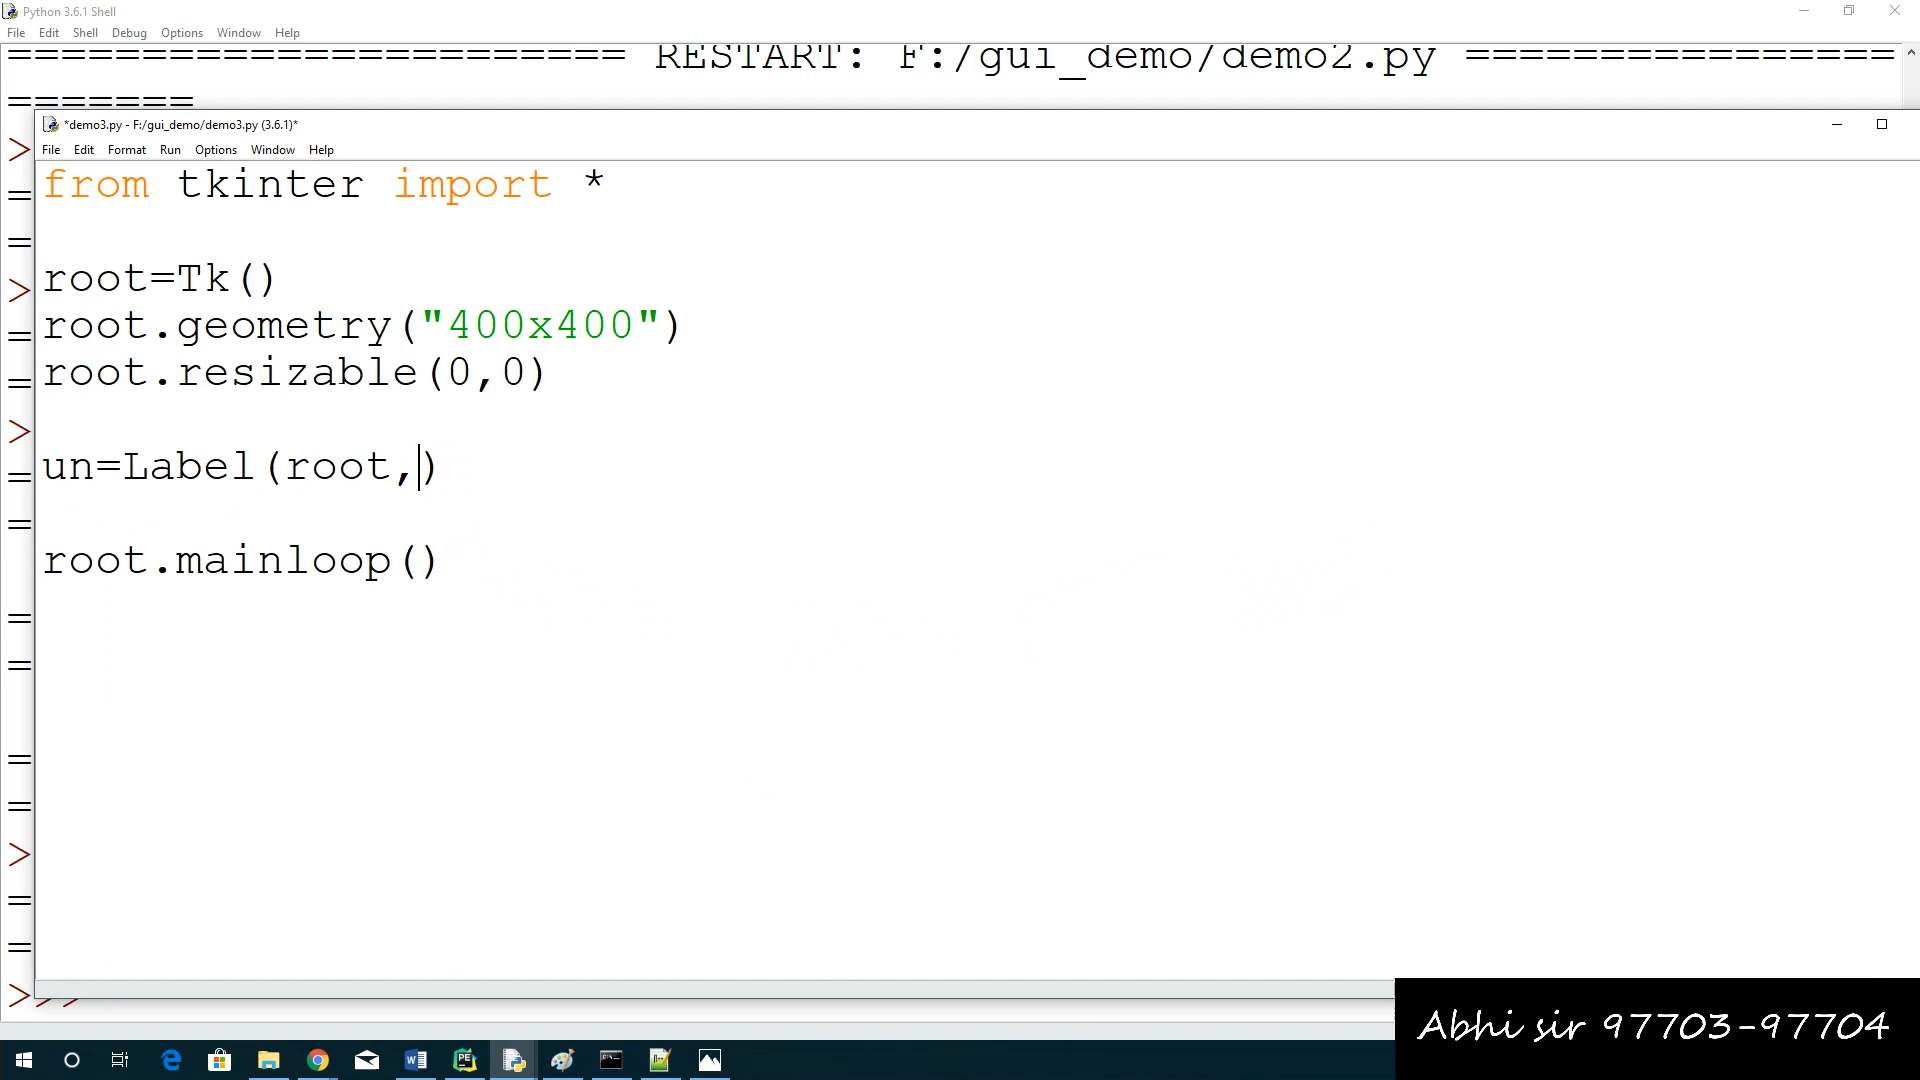 Python 3.6.1 Shell
File Edit Shell Debug Options Window Help
======================= RESTART: F:/gui_demo/demo2.py ================
=======
*demo3.py - F:/gui_demo/demo3.py (3.6.1)*
File Edit Format Run Options Window Help
from tkinter import *
root=Tk()
root.geometry("400x400")
root.resizable(0,0)
un=Label(root,)
root.mainloop()
>>>
Abhi sir 97703-97704